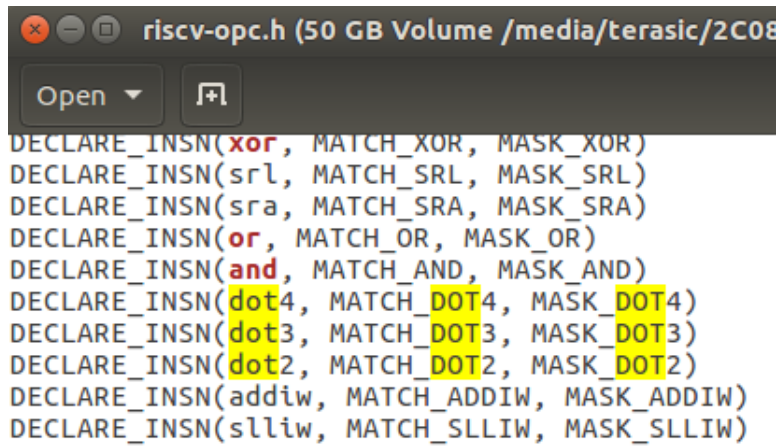 riscv-opc.h (50 GB Volume /media/terasic/2C08
Open
DECLARE_INSN(xor, MATCH_XOR, MASK_XOR)
DECLARE_INSN(srl, MATCH_SRL, MASK_SRL)
DECLARE_INSN(sra, MATCH_SRA, MASK_SRA)
DECLARE_INSN(or, MATCH_OR, MASK_OR)
DECLARE_INSN(and, MATCH_AND, MASK_AND)
DECLARE_INSN(dot4, MATCH_DOT4, MASK_DOT4)
DECLARE_INSN(dot3, MATCH_DOT3, MASK_DOT3)
DECLARE_INSN(dot2, MATCH_DOT2, MASK_DOT2)
DECLARE_INSN(addiw, MATCH_ADDIW, MASK_ADDIW)
DECLARE_INSN(slliw, MATCH_SLLIW, MASK_SLLIW)